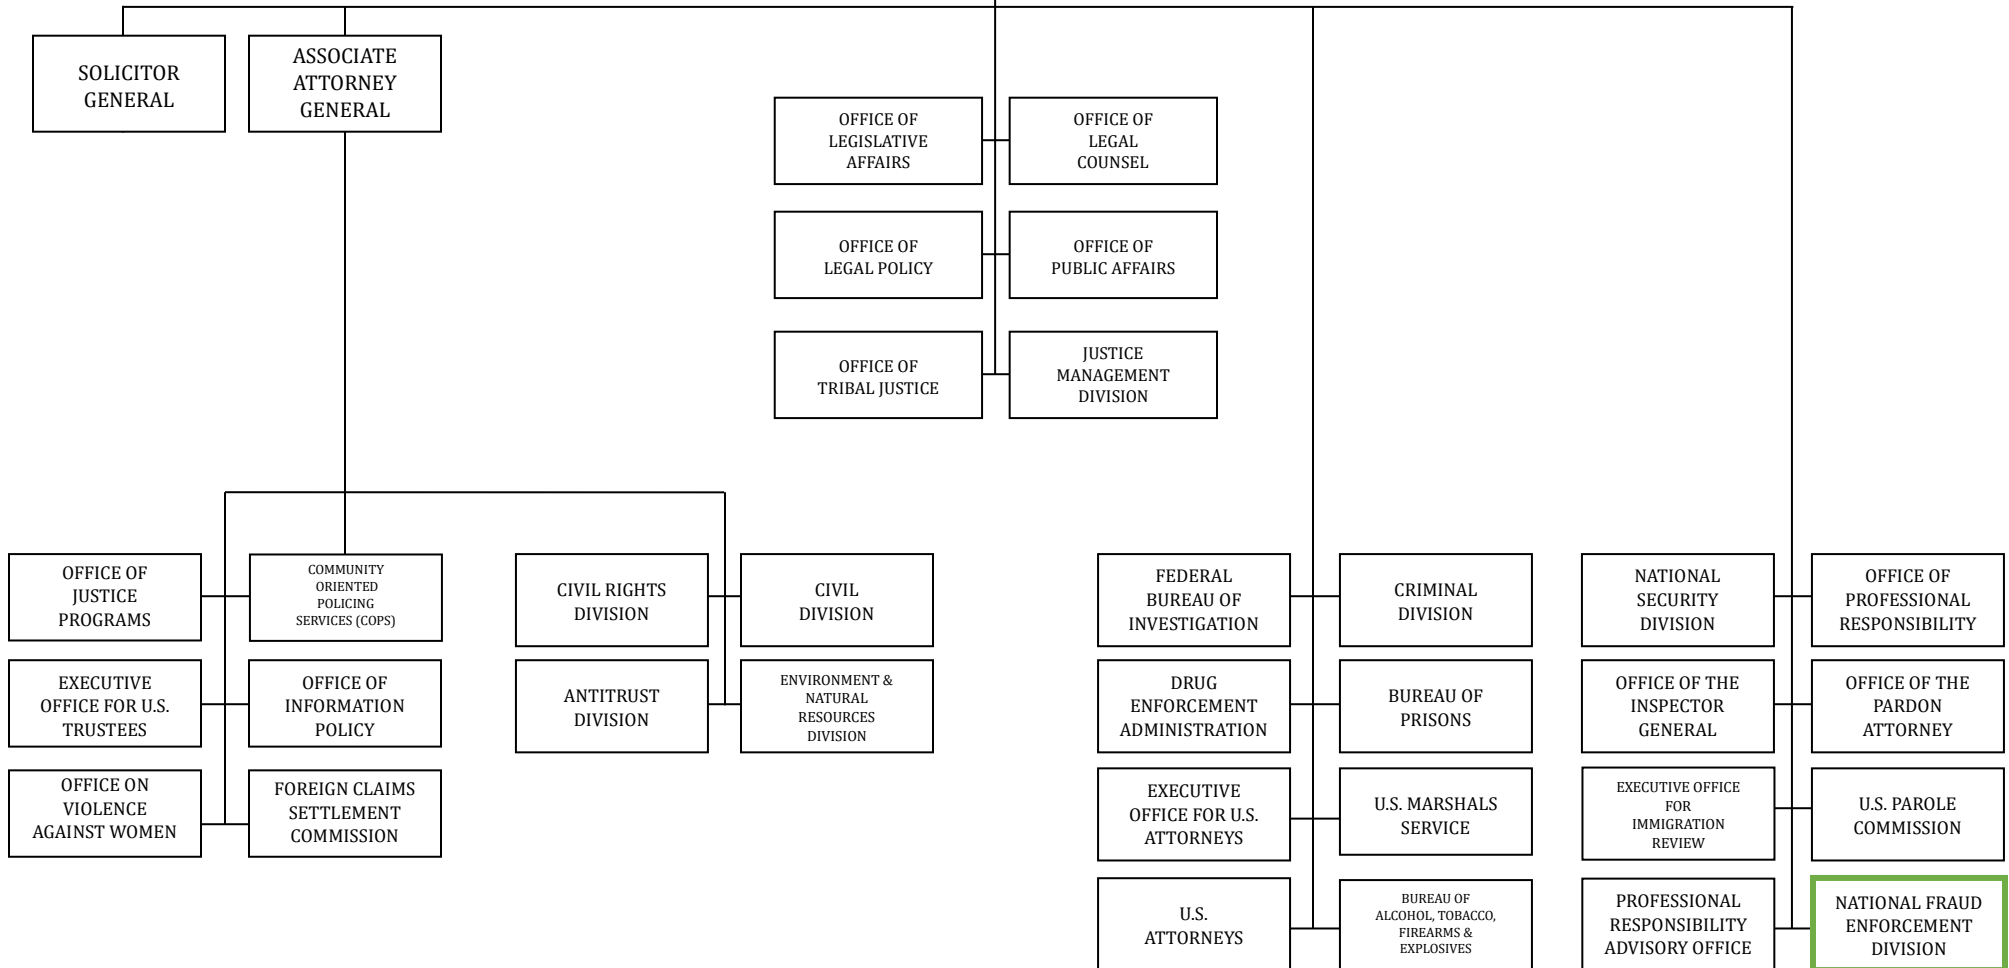 SOLICITOR
GENERAL
ASSOCIATE
ATTORNEY
GENERAL
OFFICE OF
LEGISLATIVE
AFFAIRS
OFFICE OF
LEGAL
COUNSEL
OFFICE OF
LEGAL POLICY
OFFICE OF
PUBLIC AFFAIRS
OFFICE OF
TRIBAL JUSTICE
JUSTICE
MANAGEMENT
DIVISION
OFFICE OF
JUSTICE
PROGRAMS
COMMUNITY
ORIENTED
POLICING
SERVICES (COPS)
EXECUTIVE
OFFICE FOR U.S.
TRUSTEES
OFFICE OF
INFORMATION
POLICY
OFFICE ON
VIOLENCE
AGAINST WOMEN
FOREIGN CLAIMS
SETTLEMENT
COMMISSION
CIVIL RIGHTS
DIVISION
CIVIL
DIVISION
ANTITRUST
DIVISION
ENVIRONMENT &
NATURAL
RESOURCES
DIVISION
FEDERAL
BUREAU OF
INVESTIGATION
CRIMINAL
DIVISION
DRUG
ENFORCEMENT
ADMINISTRATION
BUREAU OF
PRISONS
EXECUTIVE
OFFICE FOR U.S.
ATTORNEYS
U.S. MARSHALS
SERVICE
U.S.
ATTORNEYS
BUREAU OF
ALCOHOL, TOBACCO,
FIREARMS &
EXPLOSIVES
NATIONAL
SECURITY
DIVISION
OFFICE OF
PROFESSIONAL
RESPONSIBILITY
OFFICE OF THE
INSPECTOR
GENERAL
OFFICE OF THE
PARDON
ATTORNEY
EXECUTIVE OFFICE
FOR
IMMIGRATION
REVIEW
U.S. PAROLE
COMMISSION
PROFESSIONAL
RESPONSIBILITY
ADVISORY OFFICE
NATIONAL FRAUD
ENFORCEMENT
DIVISION